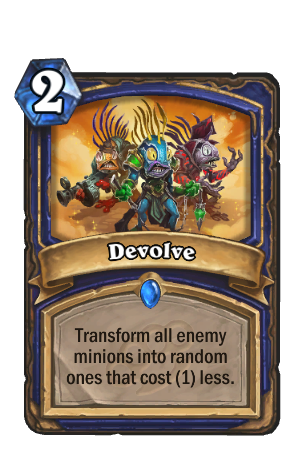 2
Devolve
Transform all enemy
minions into random
ones that cost (1) less.